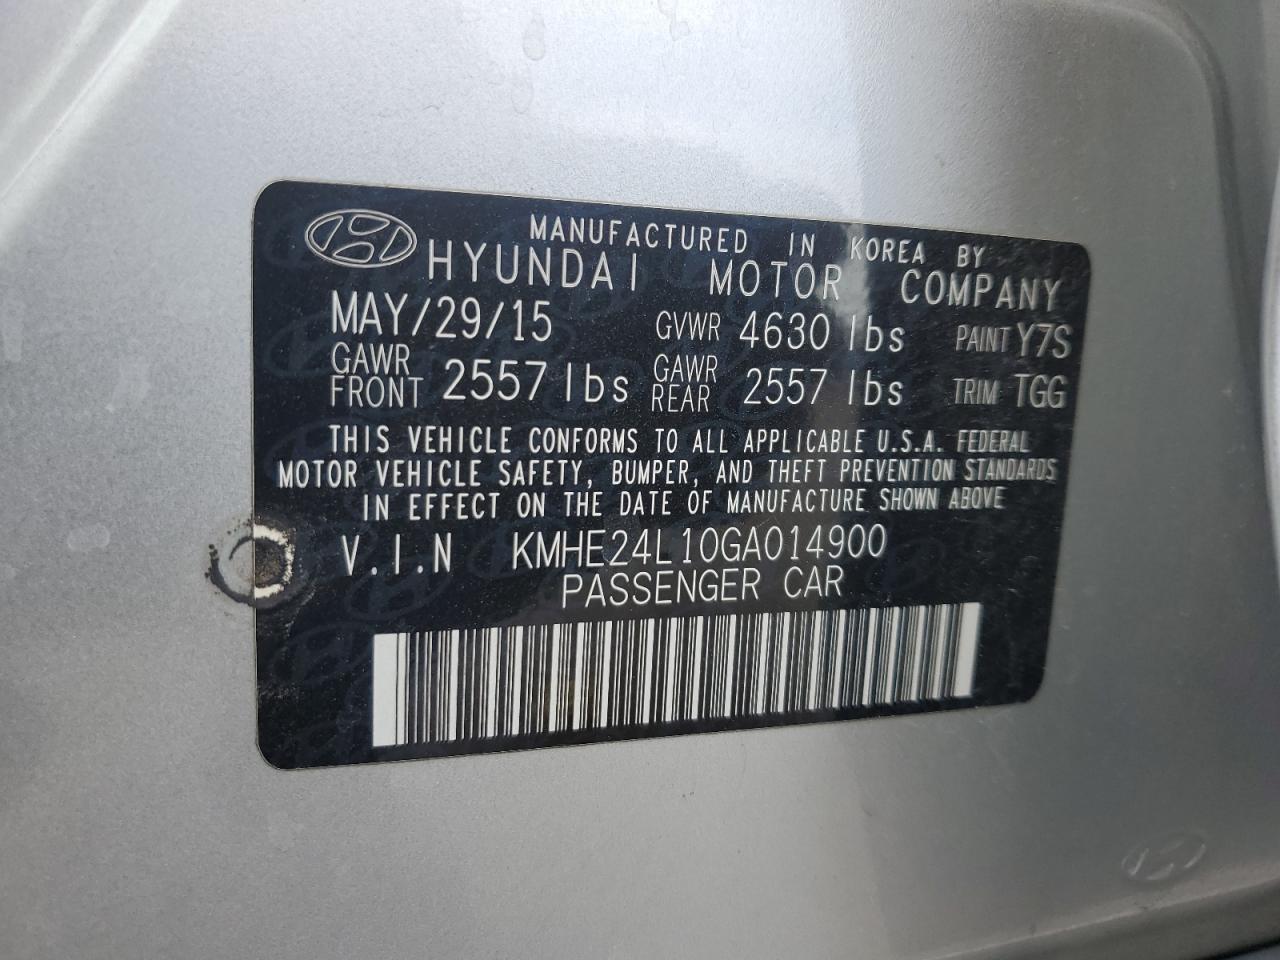 MANUFACTURED IN KOREA BY
HYUNDAI MOTOR COMPANY
MAY/29/15 GVWR 4630 lbs PAINT Y7S
GAWR FRONT 2557 lbs GAWR REAR 2557 lbs TRIM TGG
THIS VEHICLE CONFORMS TO ALL APPLICABLE U.S.A. FEDERAL
MOTOR VEHICLE SAFETY, BUMPER, AND THEFT PREVENTION STANDARDS
IN EFFECT ON THE DATE OF MANUFACTURE SHOWN ABOVE
V.I.N KMHE24L10GA014900
PASSENGER CAR